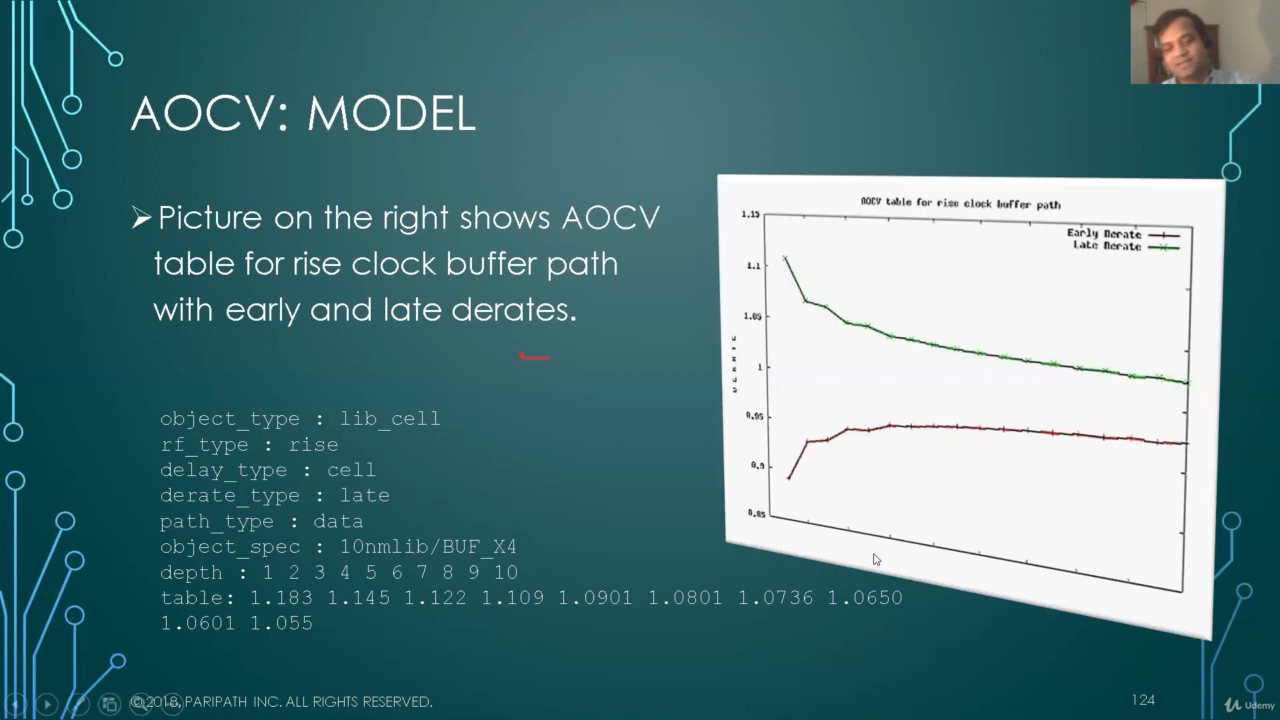 AOCV: MODEL
➢Picture on the right shows AOCV
table for rise clock buffer path
with early and late derates.
object_type : lib_cell
rf_type : rise
delay_type : cell
derate_type : late
path_type : data
object_spec : 10nmlib/BUF_X4
depth : 1 2 3 4 5 6 7 8 9 10
table: 1.183 1.145 1.122 1.109 1.0901 1.0801 1.0736 1.0650
1.0601 1.055
AOCV table for rise clock buffer path
Early Derate
Late Derate
1.15
1.1
1.05
1
0.95
0.9
0.85
©2018, PARIPATH INC. ALL RIGHTS RESERVED.
124
Udemy